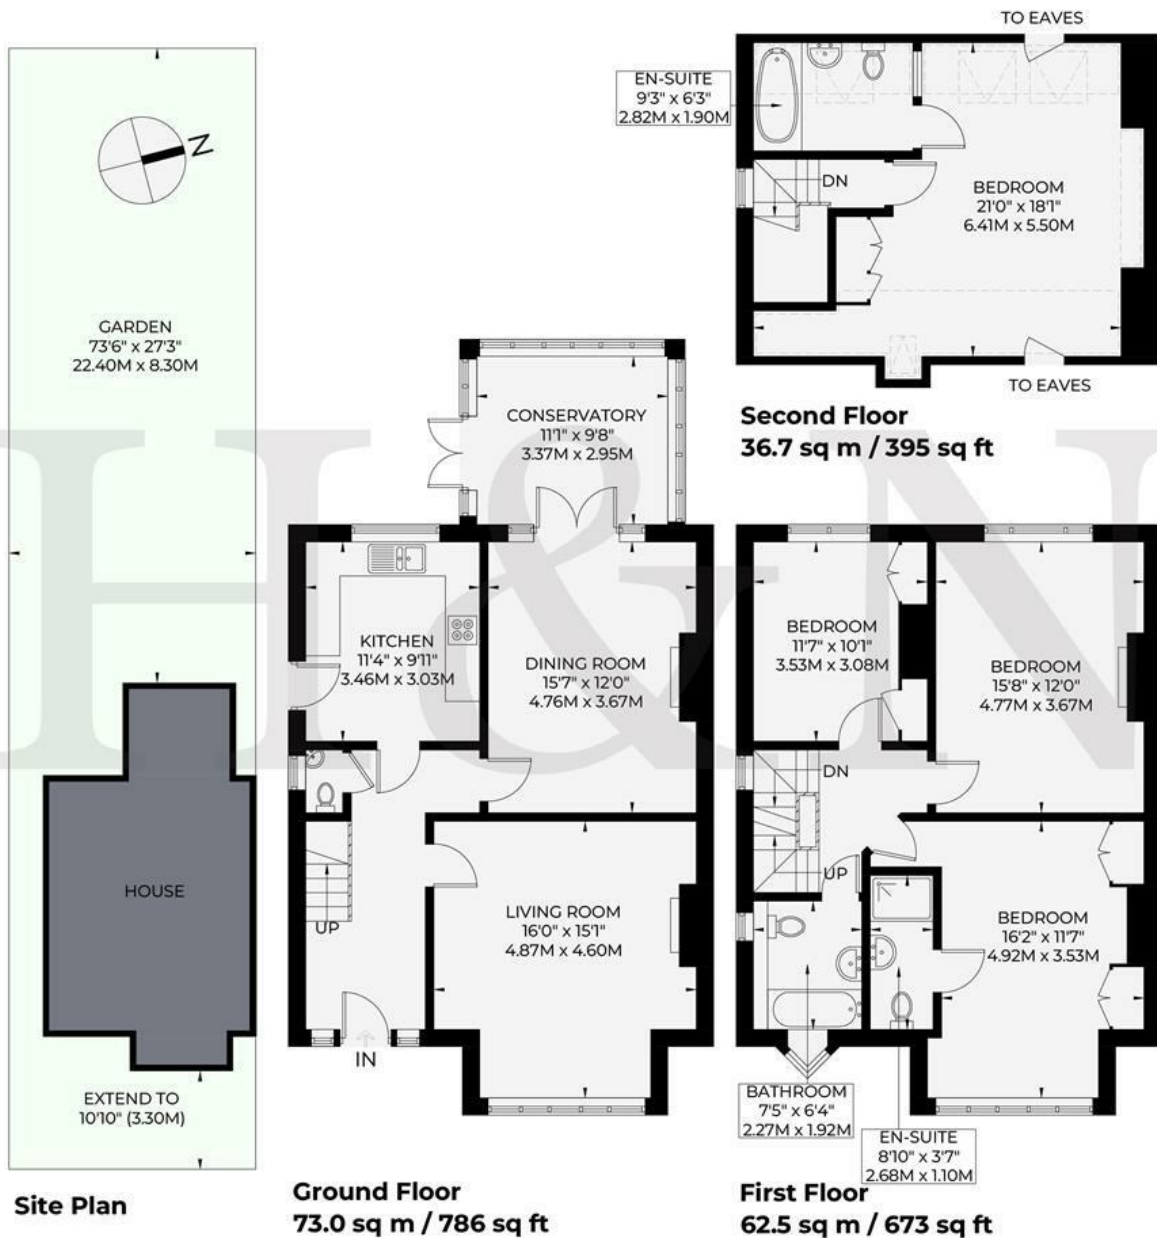 N
GARDEN
73'6" x 27'3"
22.40M x 8.30M
HOUSE
EXTEND TO
10'10" (3.30M)
Site Plan
CONSERVATORY
11'1" x 9'8"
3.37M x 2.95M
KITCHEN
11'4" x 9'11"
3.46M x 3.03M
DINING ROOM
15'7" x 12'0"
4.76M x 3.67M
LIVING ROOM
16'0" x 15'1"
4.87M x 4.60M
UP
IN
Ground Floor
73.0 sq m / 786 sq ft
TO EAVES
EN-SUITE
9'3" x 6'3"
2.82M x 1.90M
DN
BEDROOM
21'0" x 18'1"
6.41M x 5.50M
TO EAVES
Second Floor
36.7 sq m / 395 sq ft
BEDROOM
11'7" x 10'1"
3.53M x 3.08M
BEDROOM
15'8" x 12'0"
4.77M x 3.67M
DN
UP
BEDROOM
16'2" x 11'7"
4.92M x 3.53M
BATHROOM
7'5" x 6'4"
2.27M x 1.92M
EN-SUITE
8'10" x 3'7"
2.68M x 1.10M
First Floor
62.5 sq m / 673 sq ft
H&N